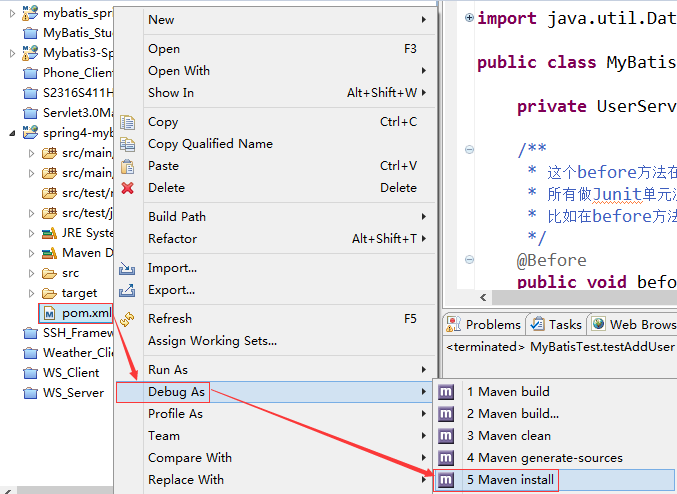 mybatis_spri
MyBatis_Stu
Mybatis3-Sp
Phone_Client
S2316S411H
Servlet3.0Ma
spring4-myb
src/main,
src/main,
src/test/r
src/test/j
JRE Syste
Maven D
src
target
pom.xml
SSH_Framew
Weather_Clie
WS_Client
WS_Server
New
Open F3
Open With
Show In Alt+Shift+W
Copy Ctrl+C
Copy Qualified Name
Paste Ctrl+V
Delete Delete
Build Path
Refactor Alt+Shift+T
Import...
Export...
Refresh F5
Assign Working Sets...
Run As
Debug As
Profile As
Team
Compare With
Replace With
import java.util.Dat
public class MyBatis
private UserServ
/**
* 这个before方法在
* 所有做Junit单元测
* 比如在before方法
*/
@Before
public void befor
Problems Tasks Web Brows
<terminated> MyBatisTest.testAddUser
1 Maven build
2 Maven build...
3 Maven clean
4 Maven generate-sources
5 Maven install